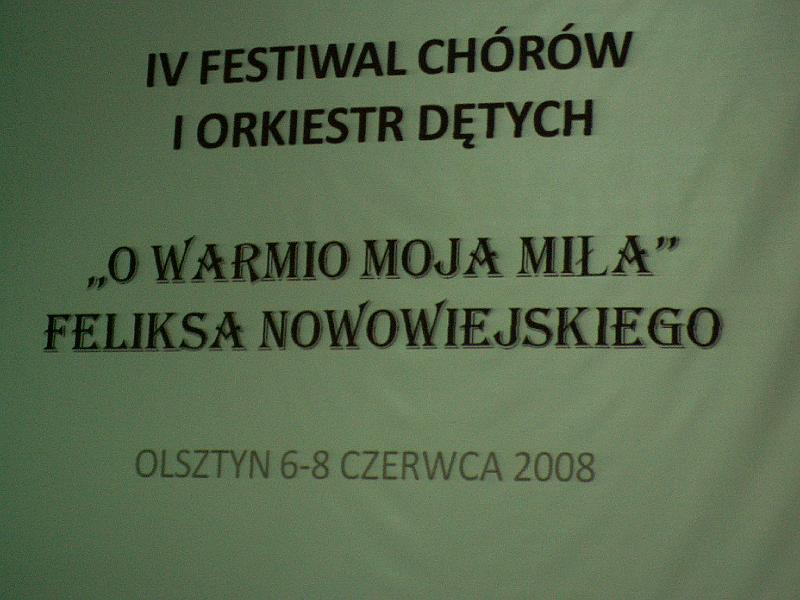 IV FESTIWAL CHÓRÓW
I ORKIESTR DĘTYCH
„O WARMIO MOJA MIŁA”
FELIKSA NOWOWIEJSKIEGO
OLSZTYN 6-8 CZERWCA 2008